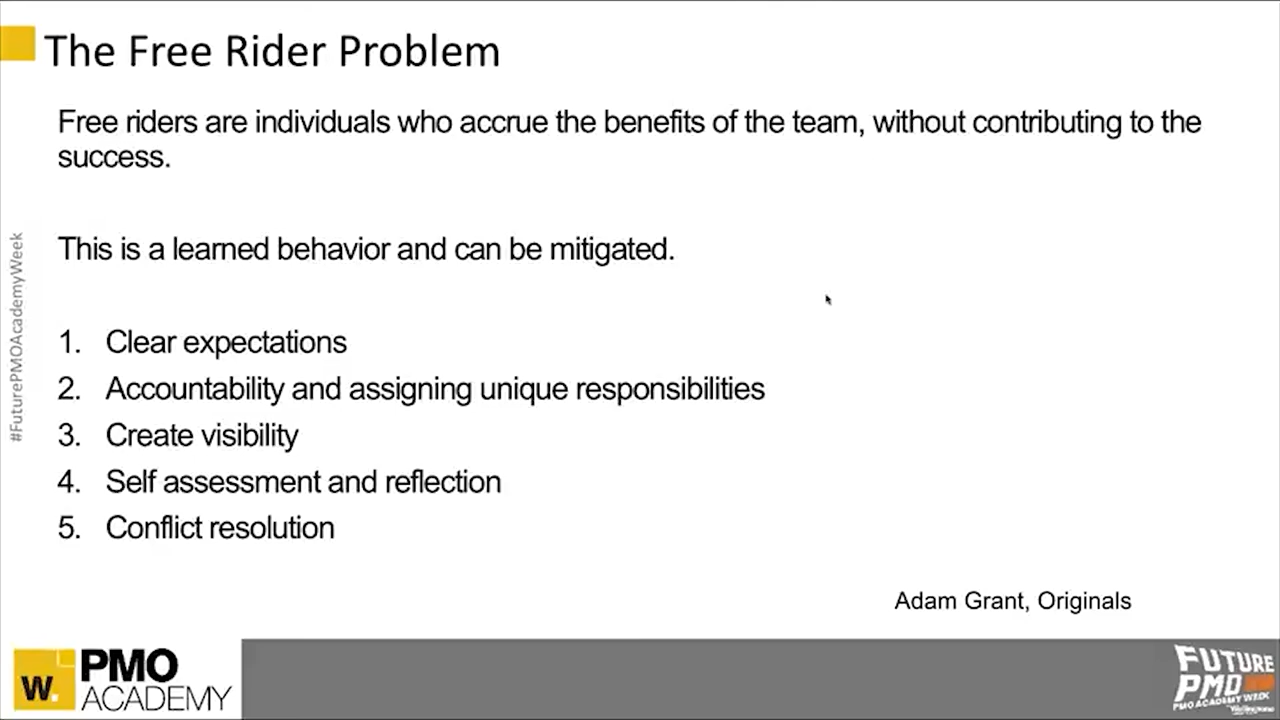 The Free Rider Problem
Free riders are individuals who accrue the benefits of the team, without contributing to the
success.
This is a learned behavior and can be mitigated.
1. Clear expectations
2. Accountability and assigning unique responsibilities
3. Create visibility
4. Self assessment and reflection
5. Conflict resolution
Adam Grant, Originals
#FuturePMOAcademyWeek
w.
PMO
ACADEMY
FUTURE
PMO
PMO ACADEMY WEEK